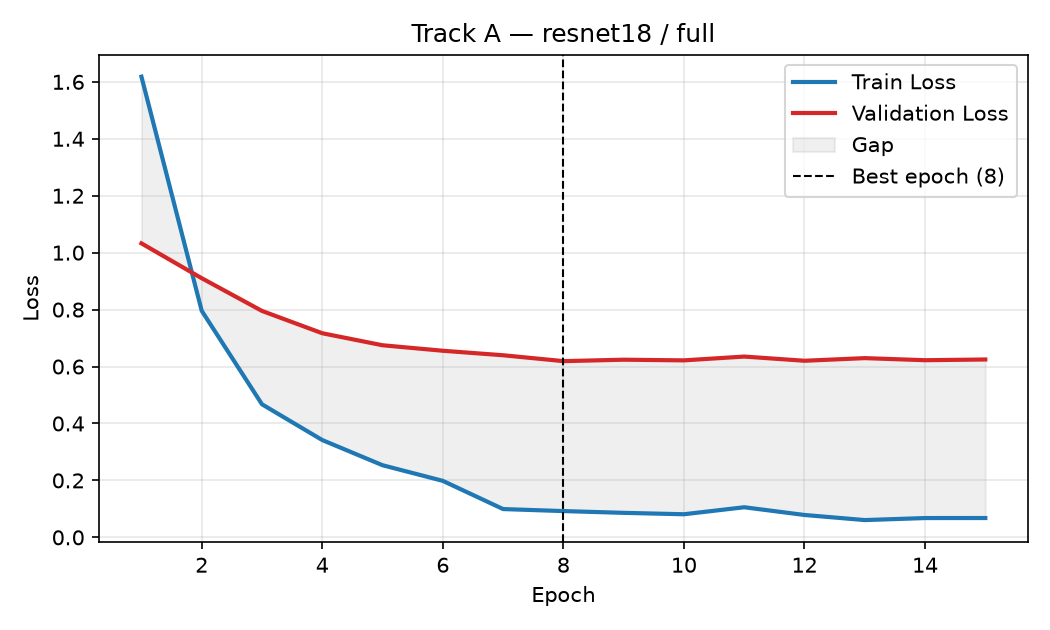 Track A — resnet18 / full
1.6
1.4
1.2
1.0
0.8
0.6
0.4
0.2
0.0
Loss
Train Loss
Validation Loss
Gap
Best epoch (8)
2 4 6 8 10 12 14
Epoch